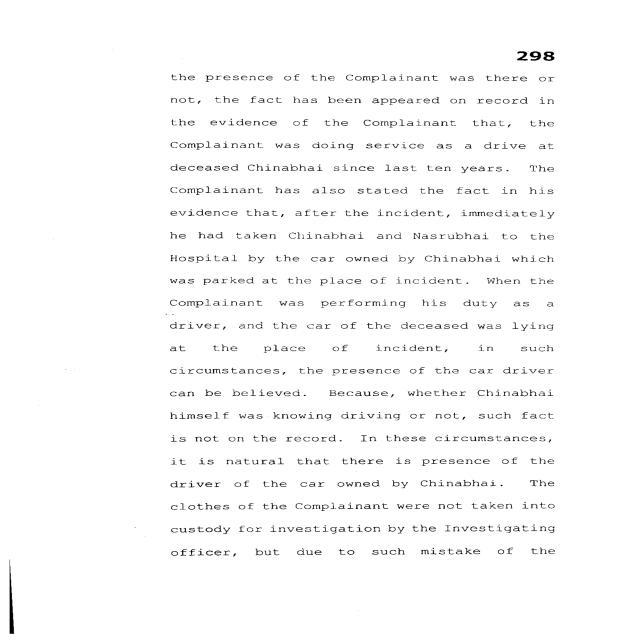 298
the presence of the Complainant was there or
not, the fact has been appeared on record in
the evidence of the Complainant that, the
Complainant was doing service as a drive at
deceased Chinabhai since last ten years. The
Complainant has also stated the fact in his
evidence that, after the incident, immediately
he had taken Chinabhai and Nasrubhai to the
Hospital by the car owned by Chinabhai which
was parked at the place of incident. When the
Complainant was performing his duty as a
driver, and the car of the deceased was lying
at the place of incident, in such
circumstances, the presence of the car driver
can be believed. Because, whether Chinabhai
himself was knowing driving or not, such fact
is not on the record. In these circumstances,
it is natural that there is presence of the
driver of the car owned by Chinabhai. The
clothes of the Complainant were not taken into
custody for investigation by the Investigating
officer, but due to such mistake of the